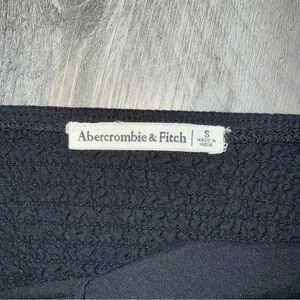 Abercrombie & Fitch
S
MADE IN
INDIA